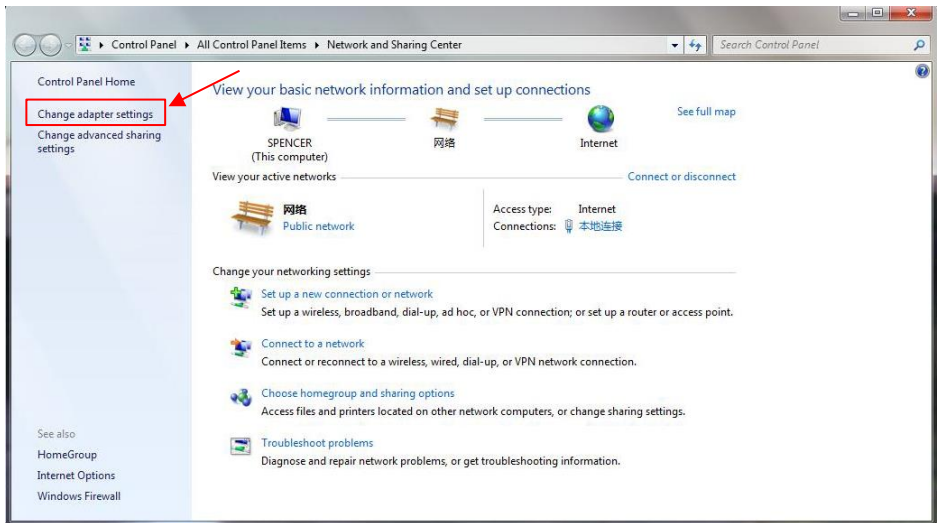 Control Panel ▸ All Control Panel Items ▸ Network and Sharing Center
Search Control Panel
Control Panel Home
Change adapter settings
Change advanced sharing
settings
View your basic network information and set up connections
See full map
SPENCER
(This computer)
网络
Internet
View your active networks
Connect or disconnect
网络
Public network
Access type: Internet
Connections: 本地连接
Change your networking settings
Set up a new connection or network
Set up a wireless, broadband, dial-up, ad hoc, or VPN connection; or set up a router or access point.
Connect to a network
Connect or reconnect to a wireless, wired, dial-up, or VPN network connection.
Choose homegroup and sharing options
Access files and printers located on other network computers, or change sharing settings.
Troubleshoot problems
Diagnose and repair network problems, or get troubleshooting information.
See also
HomeGroup
Internet Options
Windows Firewall